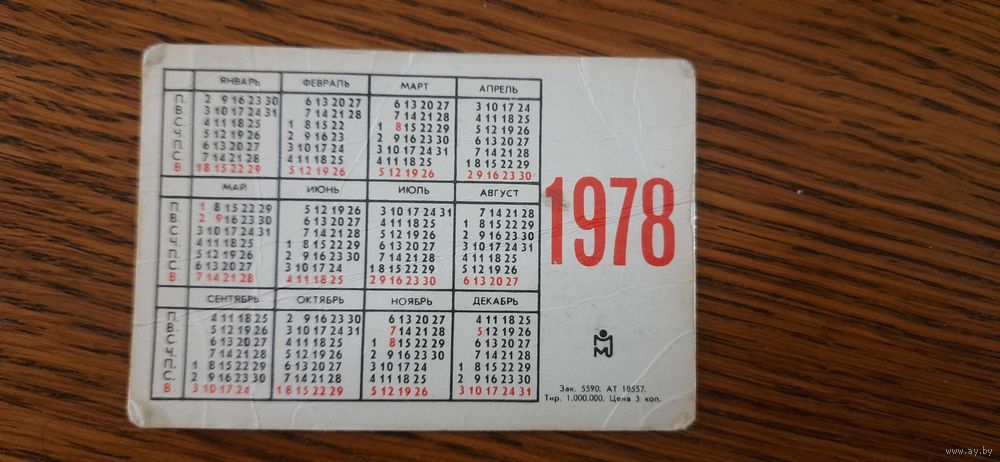 ЯНВАРЬ ФЕВРАЛЬ МАРТ АПРЕЛЬ
П. 2 9 16 23 30 6 13 20 27 6 13 20 27 3 10 17 24
В. 3 10 17 24 31 7 14 21 28 7 14 21 28 4 11 18 25
С. 4 11 18 25 1 8 15 22 1 8 15 22 29 5 12 19 26
Ч. 5 12 19 26 2 9 16 23 2 9 16 23 30 6 13 20 27
П. 6 13 20 27 3 10 17 24 3 10 17 24 31 7 14 21 28
С. 7 14 21 28 4 11 18 25 4 11 18 25 1 8 15 22 29
В. 1 8 15 22 29 5 12 19 26 5 12 19 26 2 9 16 23 30
МАЙ ИЮНЬ ИЮЛЬ АВГУСТ
П. 1 8 15 22 29 5 12 19 26 3 10 17 24 31 7 14 21 28
В. 2 9 16 23 30 6 13 20 27 4 11 18 25 1 8 15 22 29
С. 3 10 17 24 31 7 14 21 28 5 12 19 26 2 9 16 23 30
Ч. 4 11 18 25 1 8 15 22 29 6 13 20 27 3 10 17 24 31
П. 5 12 19 26 2 9 16 23 30 7 14 21 28 4 11 18 25
С. 6 13 20 27 3 10 17 24 1 8 15 22 29 5 12 19 26
В. 7 14 21 28 4 11 18 25 2 9 16 23 30 6 13 20 27
1978
СЕНТЯБРЬ ОКТЯБРЬ НОЯБРЬ ДЕКАБРЬ
П. 4 11 18 25 2 9 16 23 30 6 13 20 27 4 11 18 25
В. 5 12 19 26 3 10 17 24 31 7 14 21 28 5 12 19 26
С. 6 13 20 27 4 11 18 25 1 8 15 22 29 6 13 20 27
Ч. 7 14 21 28 5 12 19 26 2 9 16 23 30 7 14 21 28
П. 1 8 15 22 29 6 13 20 27 3 10 17 24 1 8 15 22 29
С. 2 9 16 23 30 7 14 21 28 4 11 18 25 2 9 16 23 30
В. 3 10 17 24 1 8 15 22 29 5 12 19 26 3 10 17 24 31
Зак. 5590. АТ 18557.
Тир. 1.000.000. Цена 3 коп.
www.ay.by